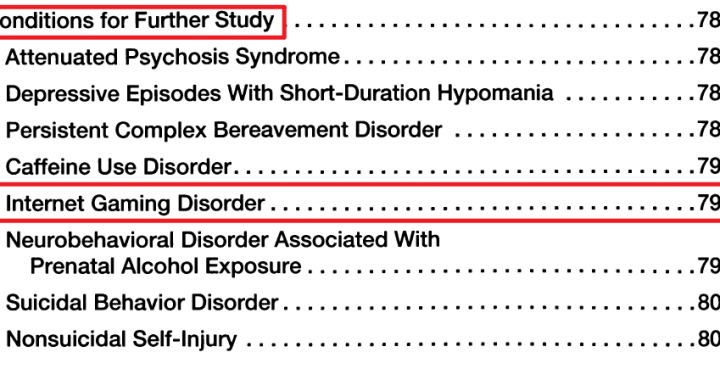 onditions for Further Study . . . . . . . . . . . . . . . . . . . . . . . . . . . . . . . . . . . . . .78
Attenuated Psychosis Syndrome. . . . . . . . . . . . . . . . . . . . . . . . . . . . . . . .78
Depressive Episodes With Short-Duration Hypomania . . . . . . . . . . . .78
Persistent Complex Bereavement Disorder . . . . . . . . . . . . . . . . . . . . . .78
Caffeine Use Disorder. . . . . . . . . . . . . . . . . . . . . . . . . . . . . . . . . . . . . . . . . .79
Internet Gaming Disorder . . . . . . . . . . . . . . . . . . . . . . . . . . . . . . . . . . . . . . .79
Neurobehavioral Disorder Associated With
Prenatal Alcohol Exposure . . . . . . . . . . . . . . . . . . . . . . . . . . . . . . . . . . . .79
Suicidal Behavior Disorder. . . . . . . . . . . . . . . . . . . . . . . . . . . . . . . . . . . . . .80
Nonsuicidal Self-Injury . . . . . . . . . . . . . . . . . . . . . . . . . . . . . . . . . . . . . . . . .80